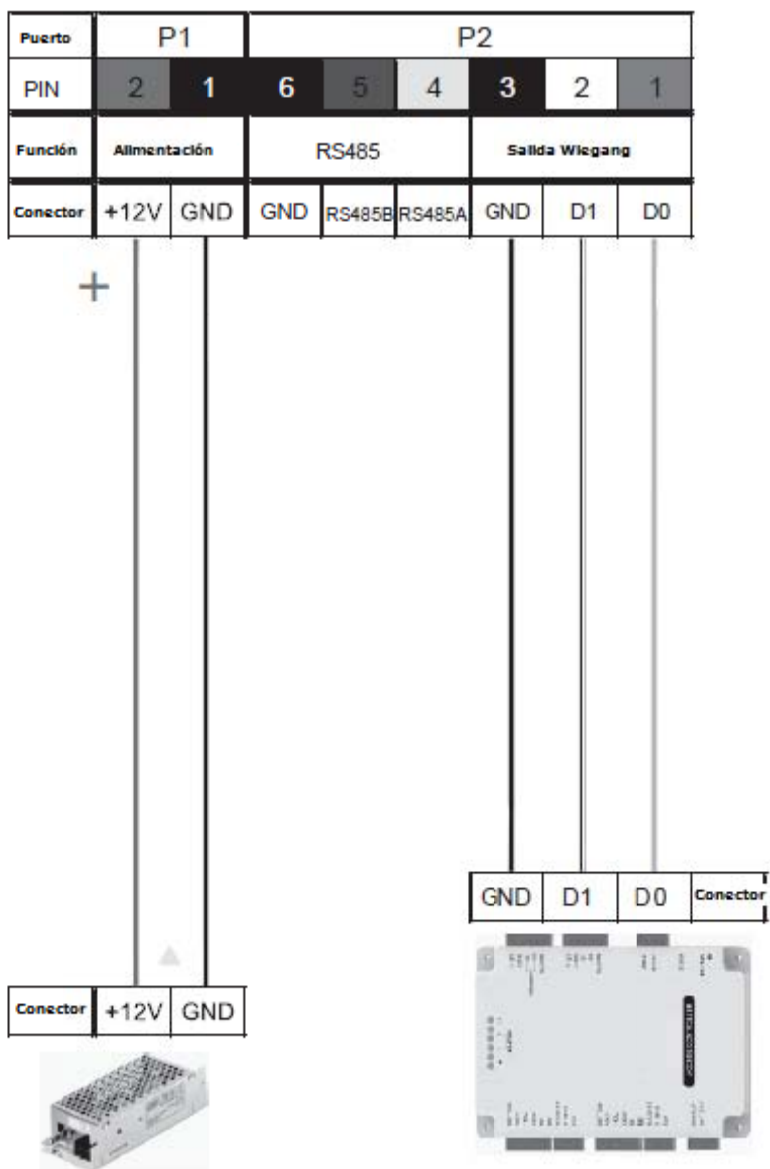 Puerto P1 P2
PIN 2 1 6 5 4 3 2 1
Función Alimentación RS485 Salida Wiegang
Conector +12V GND GND RS485B RS485A GND D1 D0
+
GND D1 D0 Conector
Conector +12V GND